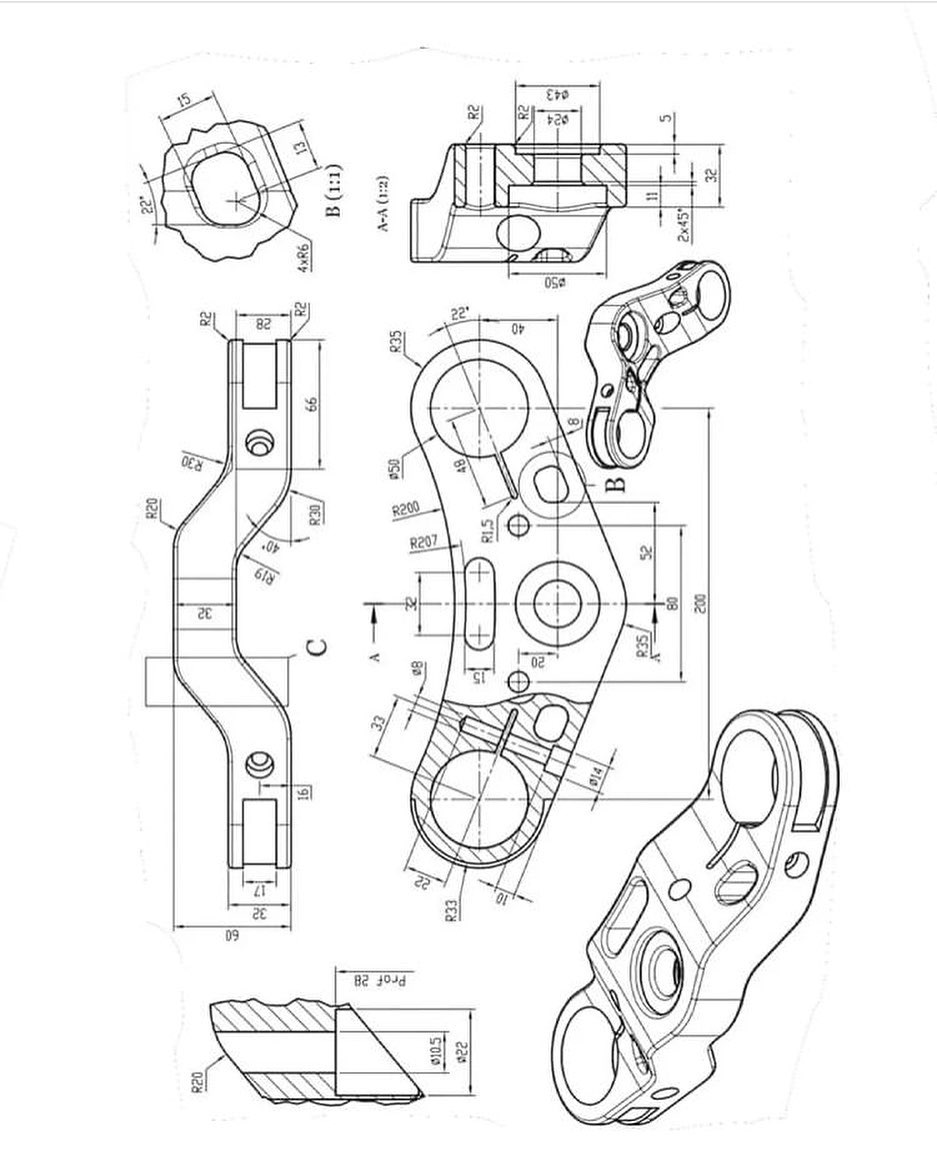 15
22°
13
4xR6
B (1:1)
A-A (1:2)
R2
R2
ø43
ø24
5
11
32
2x45°
ø50
R2
28
R2
R30
66
R20
R30
40°
R19
32
C
16
17
32
60
R35
22°
40
ø50
48
8
R200
R1,5
B
R207
32
A
52
80
200
R35
A
20
15
ø8
33
ø14
22
R33
10
Prof 28
R20
ø10.5
ø22